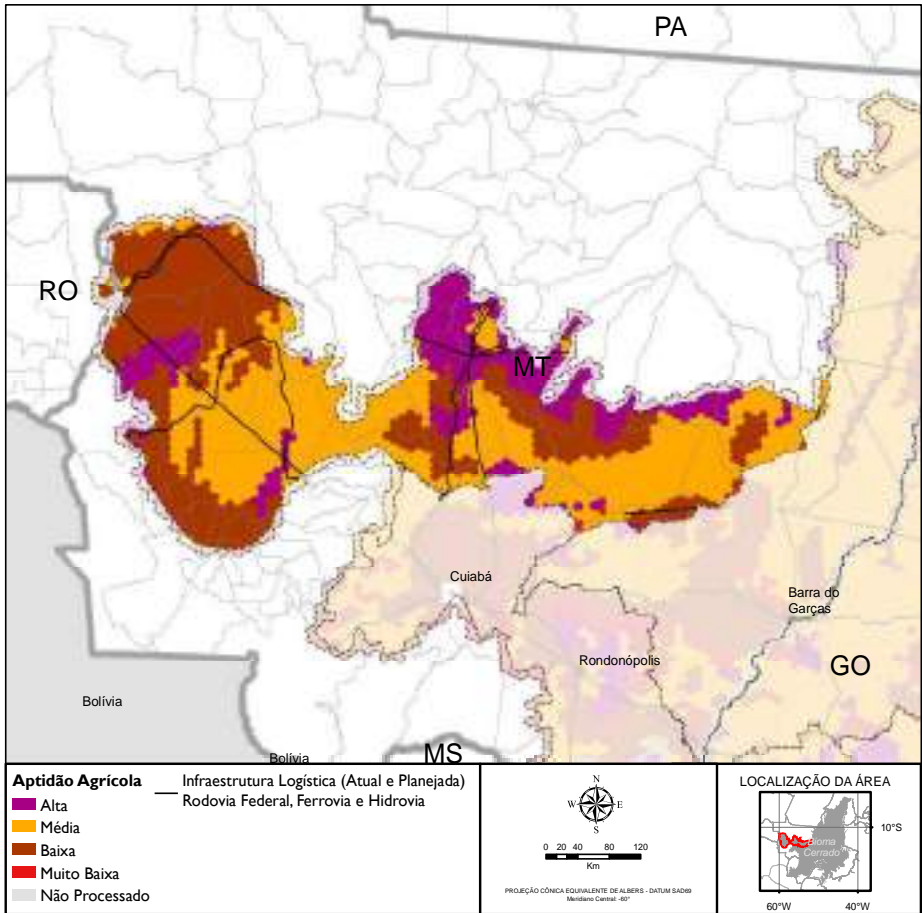 PA
RO
MT
Cuiabá
Barra do
Garças
Rondonópolis
GO
Bolívia
Bolívia
MS
Aptidão Agrícola
Alta
Média
Baixa
Muito Baixa
Não Processado
Infraestrutura Logística (Atual e Planejada)
Rodovia Federal, Ferrovia e Hidrovia
N
W E
S
0 20 40 80 120
Km
PROJEÇÃO CÔNICA EQUIVALENTE DE ALBERS - DATUM SAD69
Meridiano Central: -60°
LOCALIZAÇÃO DA ÁREA
10°S
Bioma
Cerrado
60°W 40°W